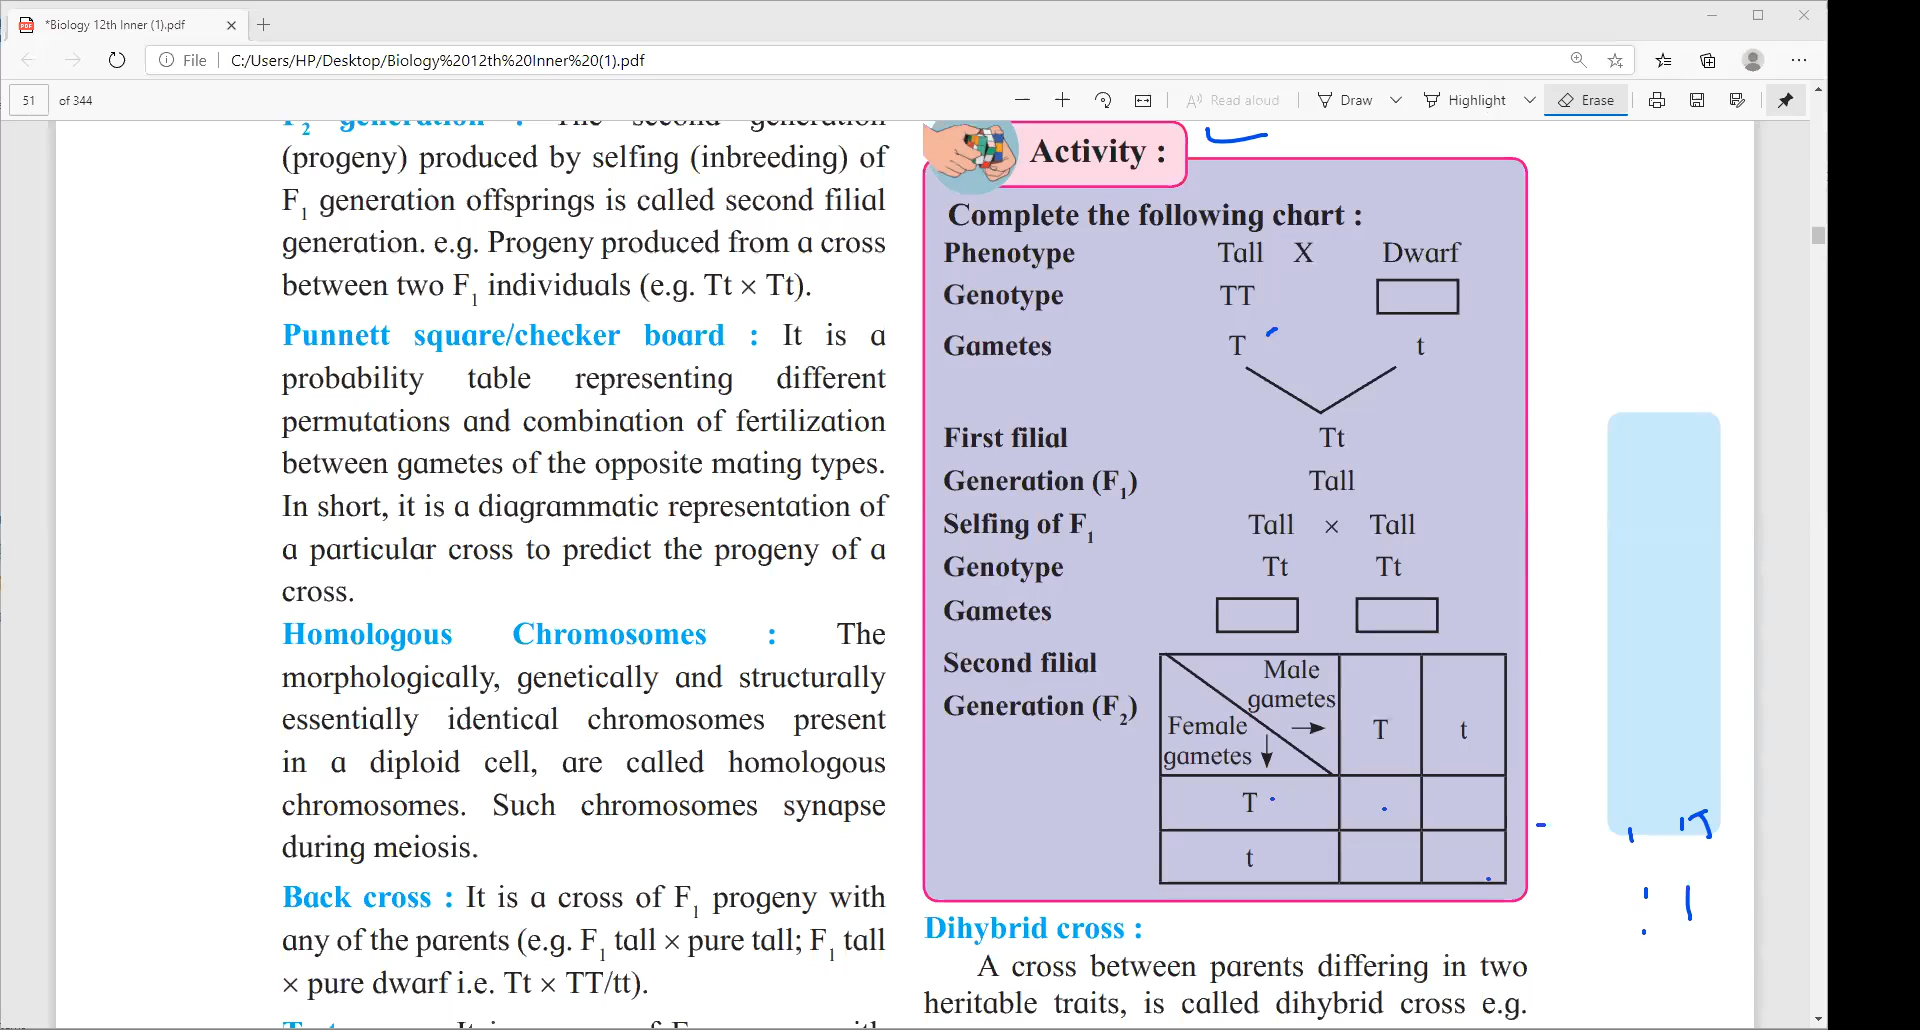 *Biology 12th Inner (1).pdf
File
C:/Users/HP/Desktop/Biology%2012th%20Inner%20(1).pdf
51 of 344
Read aloud
Draw
Highlight
Erase
F2 generation : The second generation
(progeny) produced by selfing (inbreeding) of
F1 generation offsprings is called second filial
generation. e.g. Progeny produced from a cross
between two F1 individuals (e.g. Tt × Tt).
Punnett square/checker board : It is a
probability table representing different
permutations and combination of fertilization
between gametes of the opposite mating types.
In short, it is a diagrammatic representation of
a particular cross to predict the progeny of a
cross.
Homologous Chromosomes : The
morphologically, genetically and structurally
essentially identical chromosomes present
in a diploid cell, are called homologous
chromosomes. Such chromosomes synapse
during meiosis.
Back cross : It is a cross of F1 progeny with
any of the parents (e.g. F1 tall × pure tall; F1 tall
× pure dwarf i.e. Tt × TT/tt).
Activity :
Complete the following chart :
Phenotype Tall X Dwarf
Genotype TT
Gametes T t
First filial Tt
Generation (F1) Tall
Selfing of F1 Tall × Tall
Genotype Tt Tt
Gametes
Second filial
Generation (F2)
Male
gametes
Female
gametes
T t
T
t
Dihybrid cross :
A cross between parents differing in two
heritable traits, is called dihybrid cross e.g.